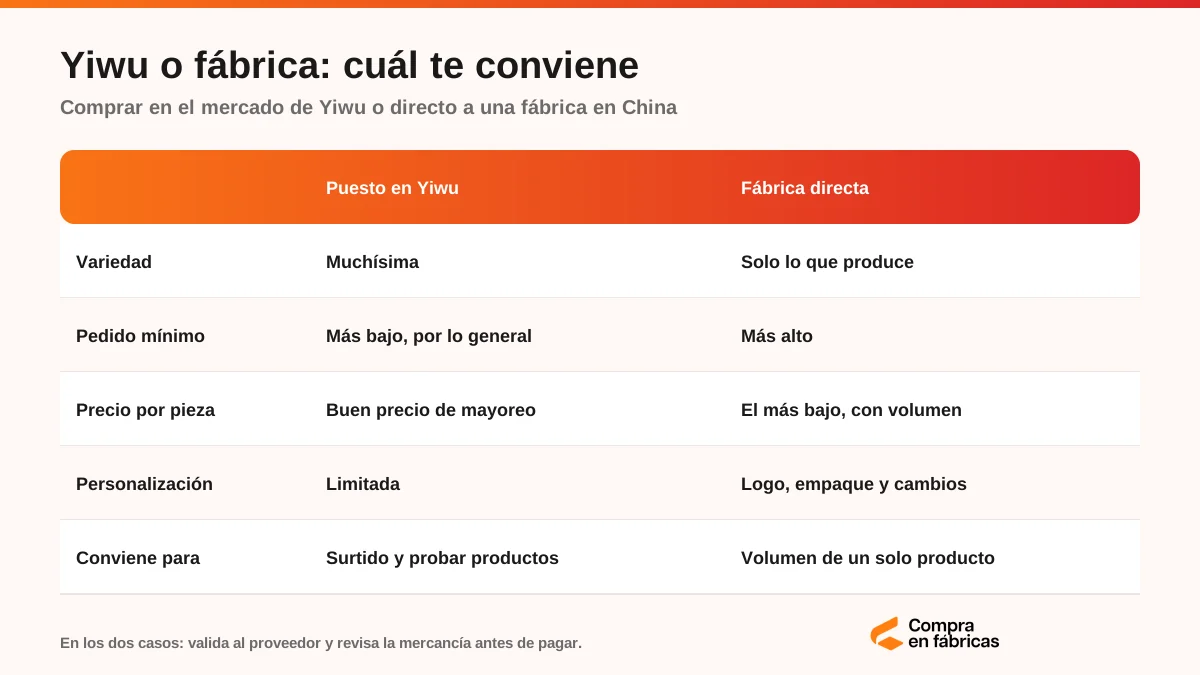 Yiwu o fábrica: cuál te conviene
Comprar en el mercado de Yiwu o directo a una fábrica en China
Puesto en Yiwu Fábrica directa
Variedad Muchísima Solo lo que produce
Pedido mínimo Más bajo, por lo general Más alto
Precio por pieza Buen precio de mayoreo El más bajo, con volumen
Personalización Limitada Logo, empaque y cambios
Conviene para Surtido y probar productos Volumen de un solo producto
En los dos casos: valida al proveedor y revisa la mercancía antes de pagar.
Compra
en fábricas